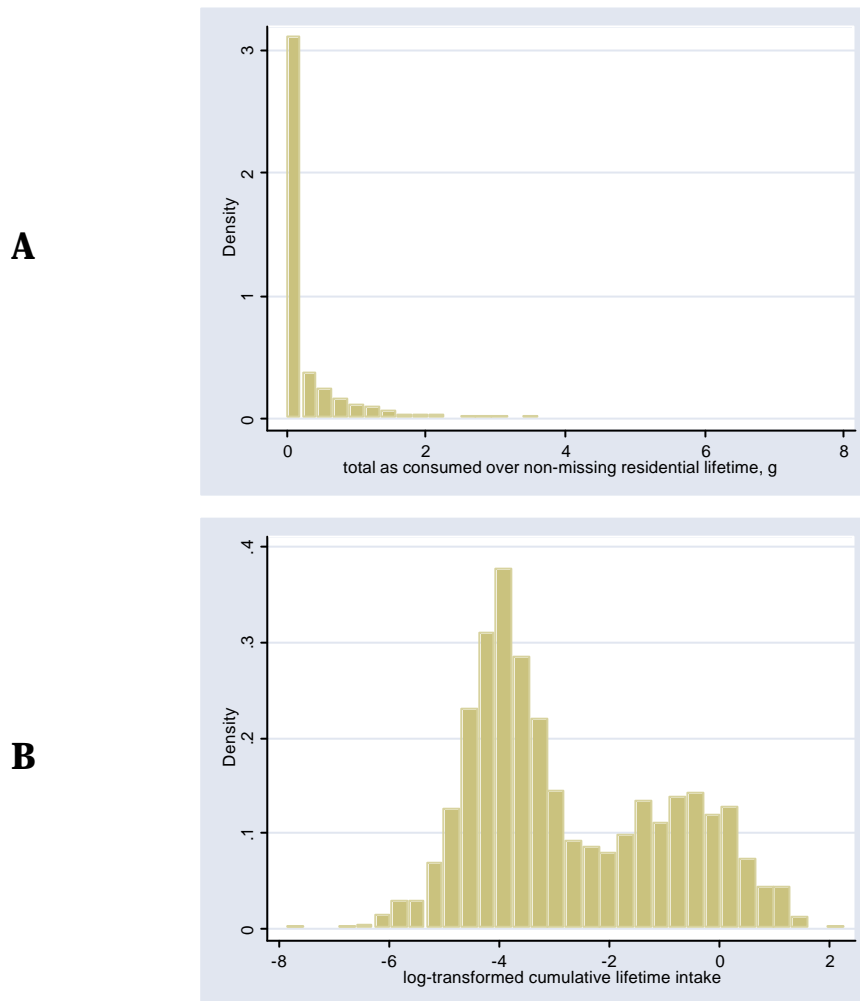 A
Density
3
2
1
0
0 2 4 6 8
total as consumed over non-missing residential lifetime, g
B
Density
.4
.3
.2
.1
0
-8 -6 -4 -2 0 2
log-transformed cumulative lifetime intake